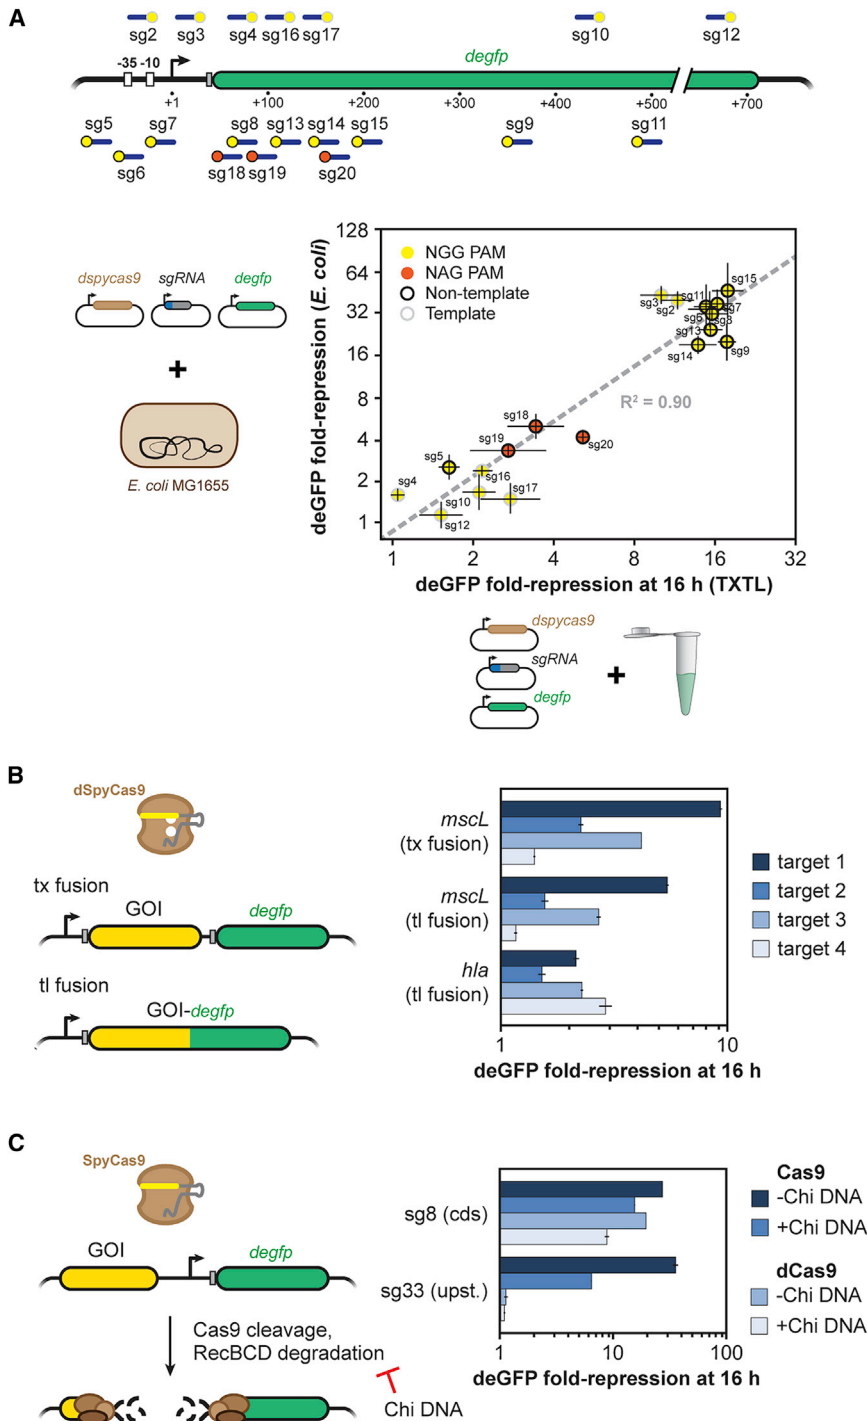 A
sg2 sg3 sg4 sg16 sg17 sg10 sg12
degfp
-35 -10
+1 +100 +200 +300 +400 +500 +700
sg5 sg7 sg8 sg13 sg14 sg15 sg9 sg11
sg6 sg18 sg19 sg20
dspycas9 sgRNA degfp
+
E. coli MG1655
deGFP fold-repression (E. coli)
128
64
32
16
8
4
2
1
NGG PAM
NAG PAM
Non-template
Template
sg15
sg3 sg11
sg2 sg7
sg6 sg8
sg13
sg14 sg9
R² = 0.90
sg18
sg19 sg20
sg5
sg4 sg16
sg10 sg17
sg12
1 2 4 8 16 32
deGFP fold-repression at 16 h (TXTL)
dspycas9
sgRNA
+
degfp
B
dSpyCas9
tx fusion
GOI degfp
tl fusion
GOI-degfp
mscL
(tx fusion)
mscL
(tl fusion)
hla
(tl fusion)
target 1
target 2
target 3
target 4
1 10
deGFP fold-repression at 16 h
C
SpyCas9
GOI degfp
Cas9 cleavage,
RecBCD degradation
Chi DNA
sg8 (cds)
sg33 (upst.)
Cas9
-Chi DNA
+Chi DNA
dCas9
-Chi DNA
+Chi DNA
1 10 100
deGFP fold-repression at 16 h